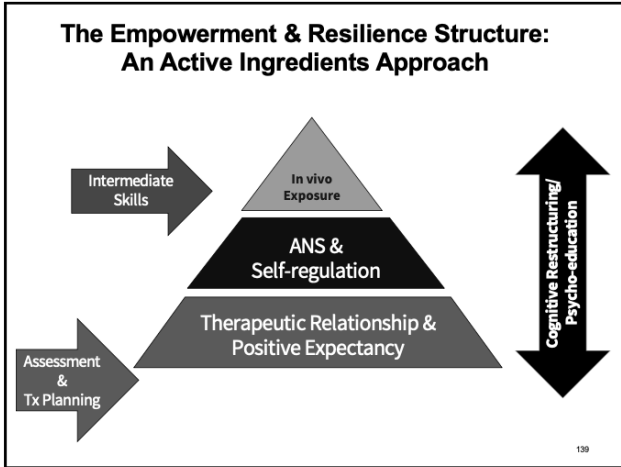 The Empowerment & Resilience Structure:
An Active Ingredients Approach
Intermediate
Skills
In vivo
Exposure
ANS &
Self-regulation
Therapeutic Relationship &
Positive Expectancy
Assessment
&
Tx Planning
Cognitive Restructuring/
Psycho-education
139